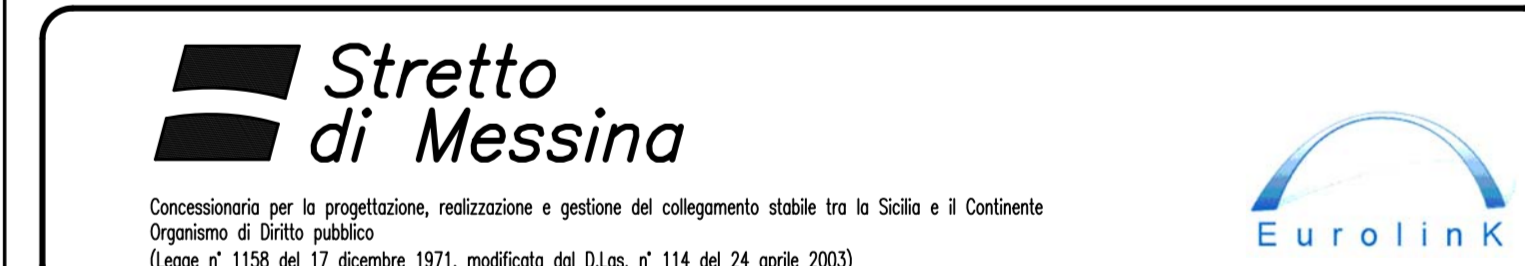 Stretto
di Messina
Concessionaria per la progettazione, realizzazione e gestione del collegamento stabile tra la Sicilia e il Continente
Organismo di Diritto pubblico
(Legge n° 1158 del 17 dicembre 1971, modificata dal D.Lgs. n° 114 del 24 aprile 2003)
EurolinK